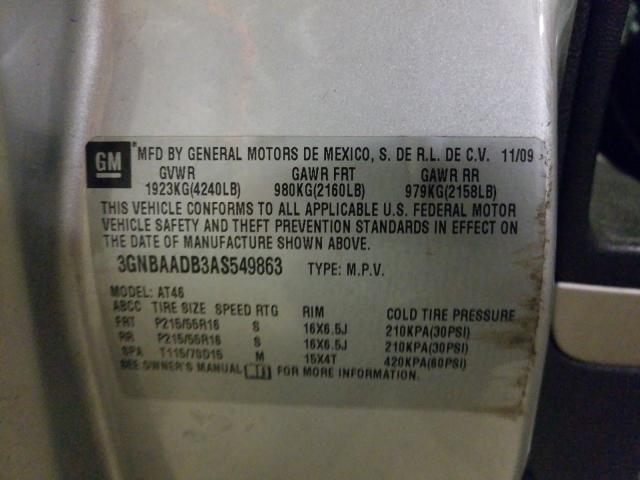 GM MFD BY GENERAL MOTORS DE MEXICO, S. DE R.L. DE C.V. 11/09
GVWR GAWR FRT GAWR RR
1923KG(4240LB) 980KG(2160LB) 979KG(2158LB)
THIS VEHICLE CONFORMS TO ALL APPLICABLE U.S. FEDERAL MOTOR
VEHICLE SAFETY AND THEFT PREVENTION STANDARDS IN EFFECT ON
THE DATE OF MANUFACTURE SHOWN ABOVE.
3GNBAADB3AS549863 TYPE: M.P.V.
MODEL: AT46
ABCC TIRE SIZE SPEED RTG RIM COLD TIRE PRESSURE
FRT P215/55R16 S 16X6.5J 210KPA(30PSI)
RR P215/55R16 S 16X6.5J 210KPA(30PSI)
SPA T115/70D15 M 15X4T 420KPA(60PSI)
SEE OWNER'S MANUAL FOR MORE INFORMATION.